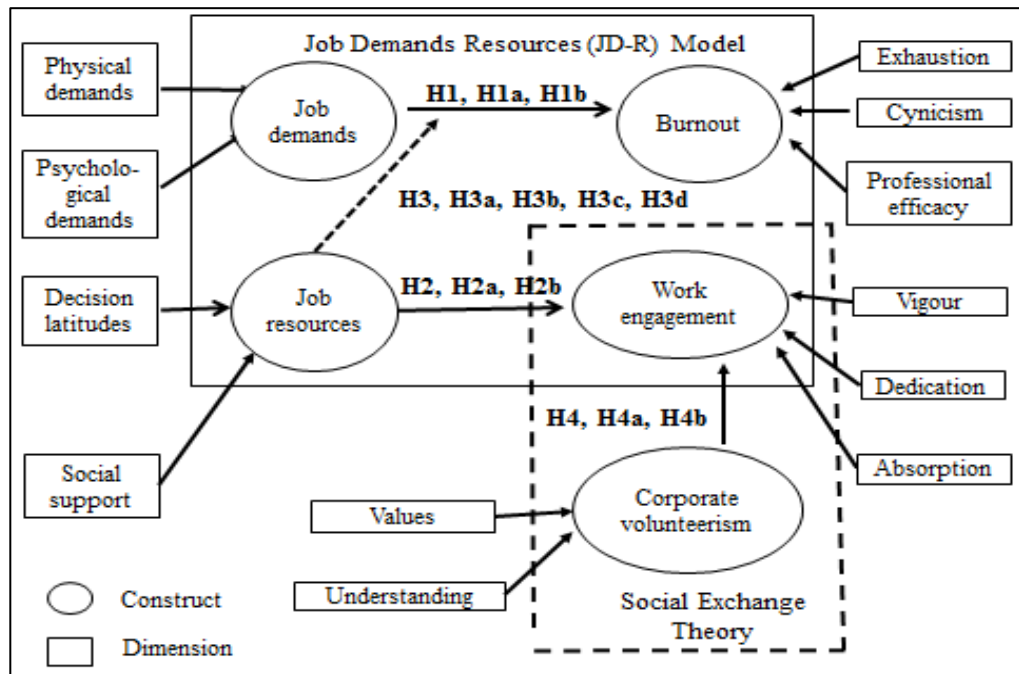 Job Demands Resources (JD-R) Model
Physical
demands
Job
demands
H1, H1a, H1b
Burnout
Exhaustion
Cynicism
Psycholo-
gical
demands
Professional
efficacy
H3, H3a, H3b, H3c, H3d
Decision
latitudes
Job
resources
H2, H2a, H2b
Work
engagement
Vigour
Dedication
H4, H4a, H4b
Social
support
Absorption
Values
Corporate
volunteerism
Understanding
Social Exchange
Theory
Construct
Dimension